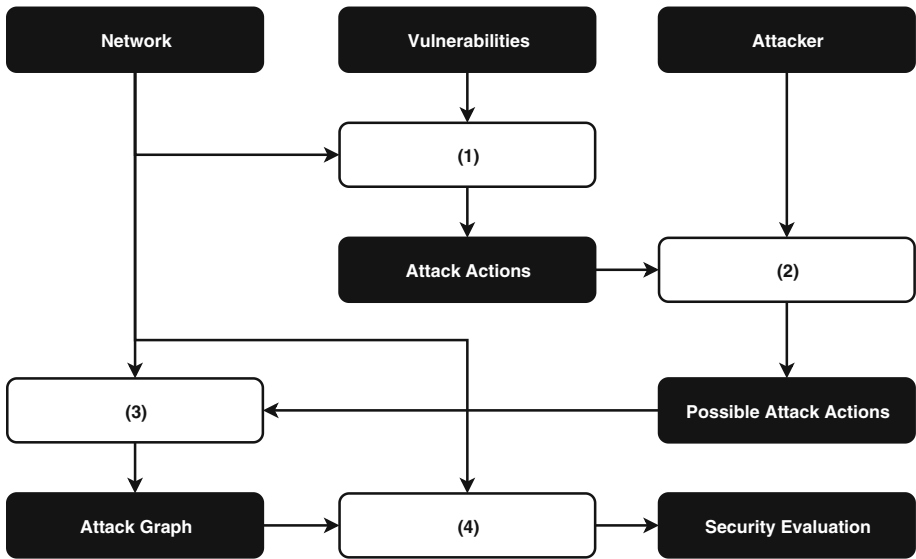 Network
Vulnerabilities
Attacker
(1)
Attack Actions
(2)
(3)
Possible Attack Actions
Attack Graph
(4)
Security Evaluation